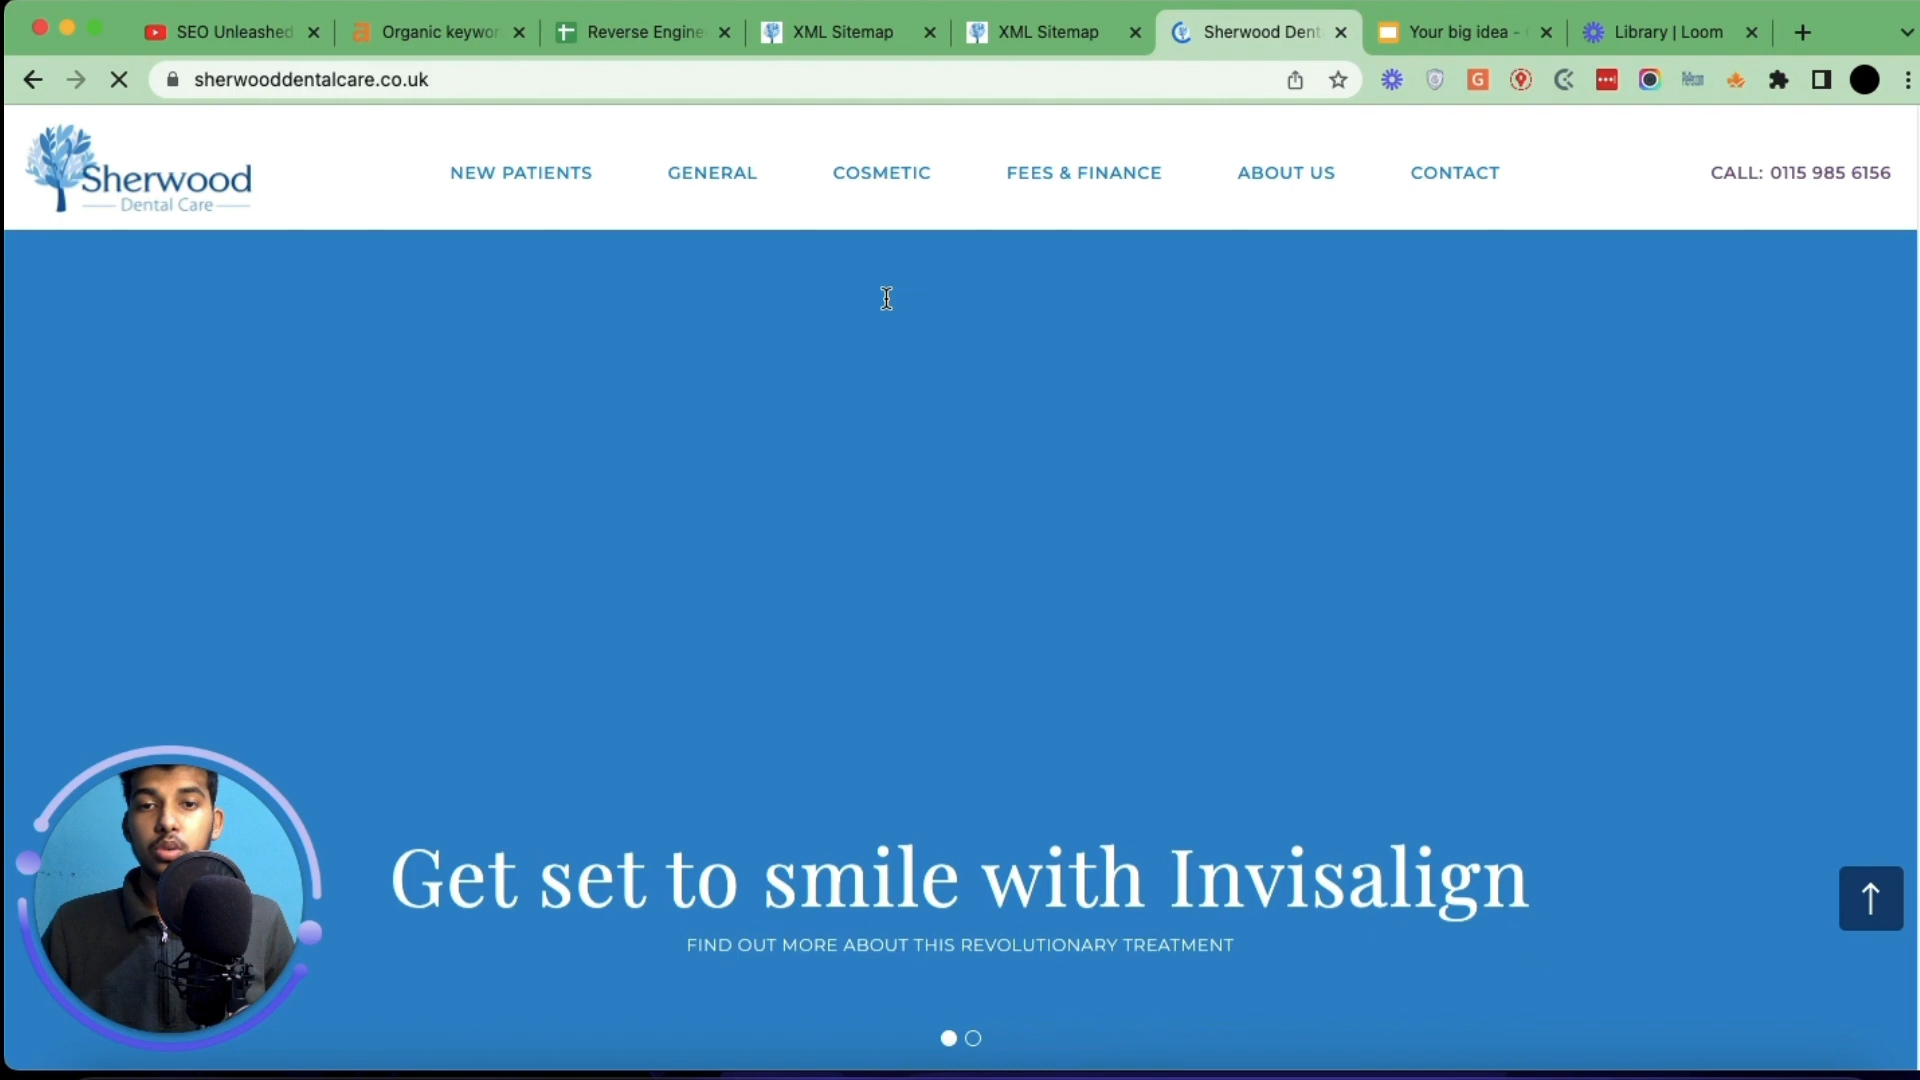 SEO Unleashed
Organic keywor
Reverse Engine
XML Sitemap
XML Sitemap
Sherwood Dent
Your big idea -
Library | Loom
sherwooddentalcare.co.uk
Sherwood
Dental Care
NEW PATIENTS
GENERAL
COSMETIC
FEES & FINANCE
ABOUT US
CONTACT
CALL: 0115 985 6156
Get set to smile with Invisalign
FIND OUT MORE ABOUT THIS REVOLUTIONARY TREATMENT